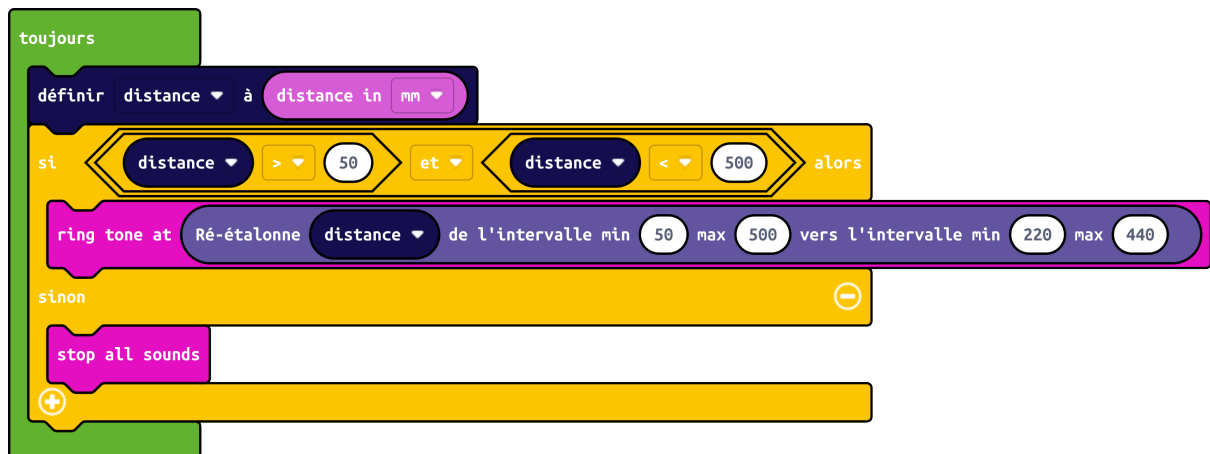 toujours
définir distance à distance in mm
si distance > 50 et distance < 500 alors
ring tone at Ré-étalonne distance de l'intervalle min 50 max 500 vers l'intervalle min 220 max 440
sinon
stop all sounds